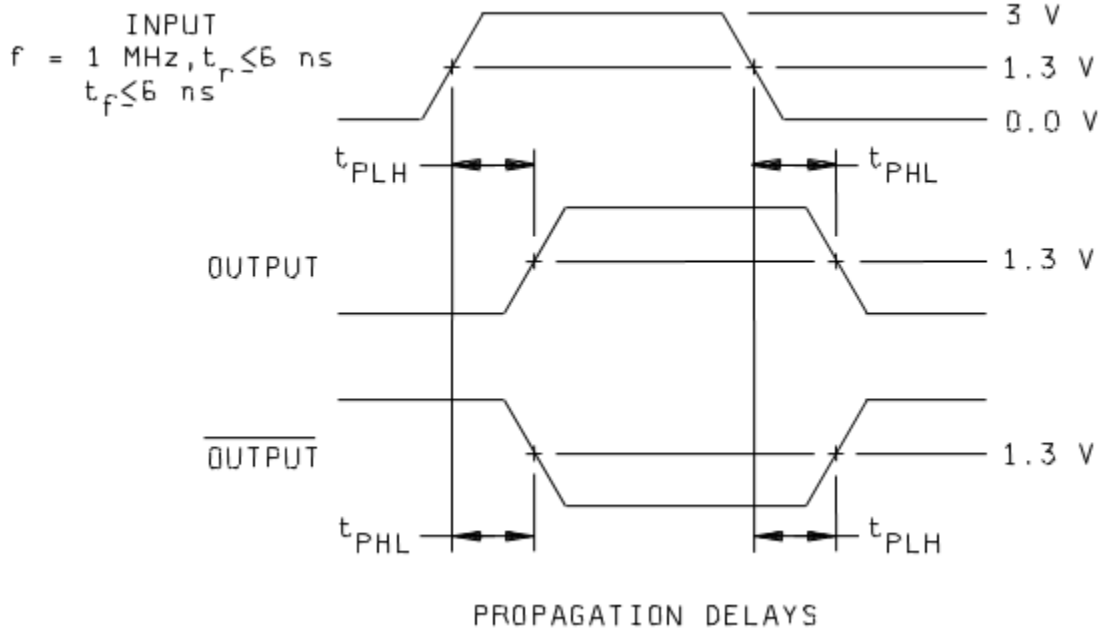 INPUT
f = 1 MHz, tr≤6 ns
tf≤6 ns
3 V
1.3 V
0.0 V
tPLH
tPHL
OUTPUT
1.3 V
O̅U̅T̅P̅U̅T̅
1.3 V
tPHL
tPLH
PROPAGATION DELAYS